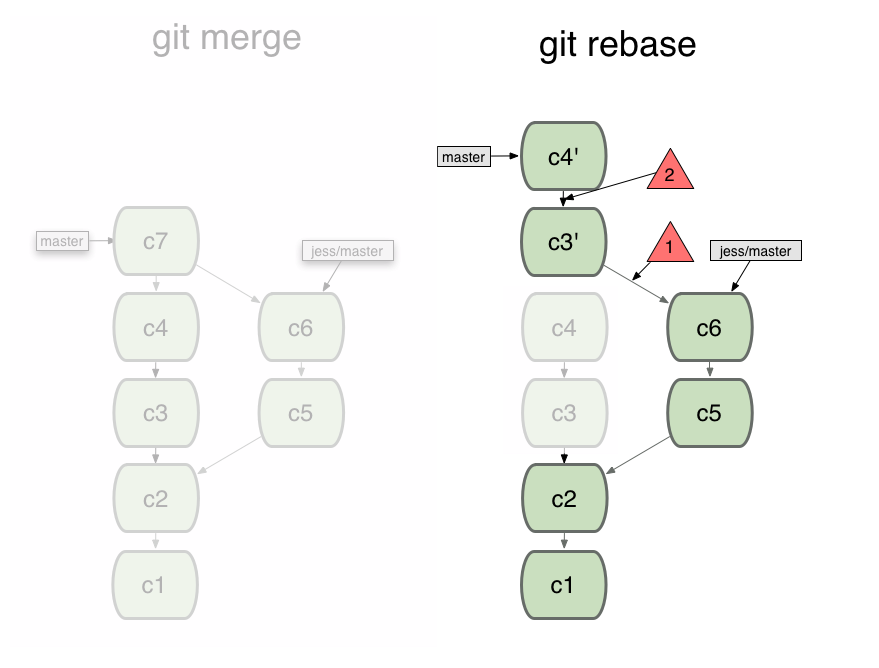 git merge
master
c7
jess/master
c4
c6
c3
c5
c2
c1
git rebase
master
c4'
2
c3'
1
jess/master
c4
c6
c3
c5
c2
c1